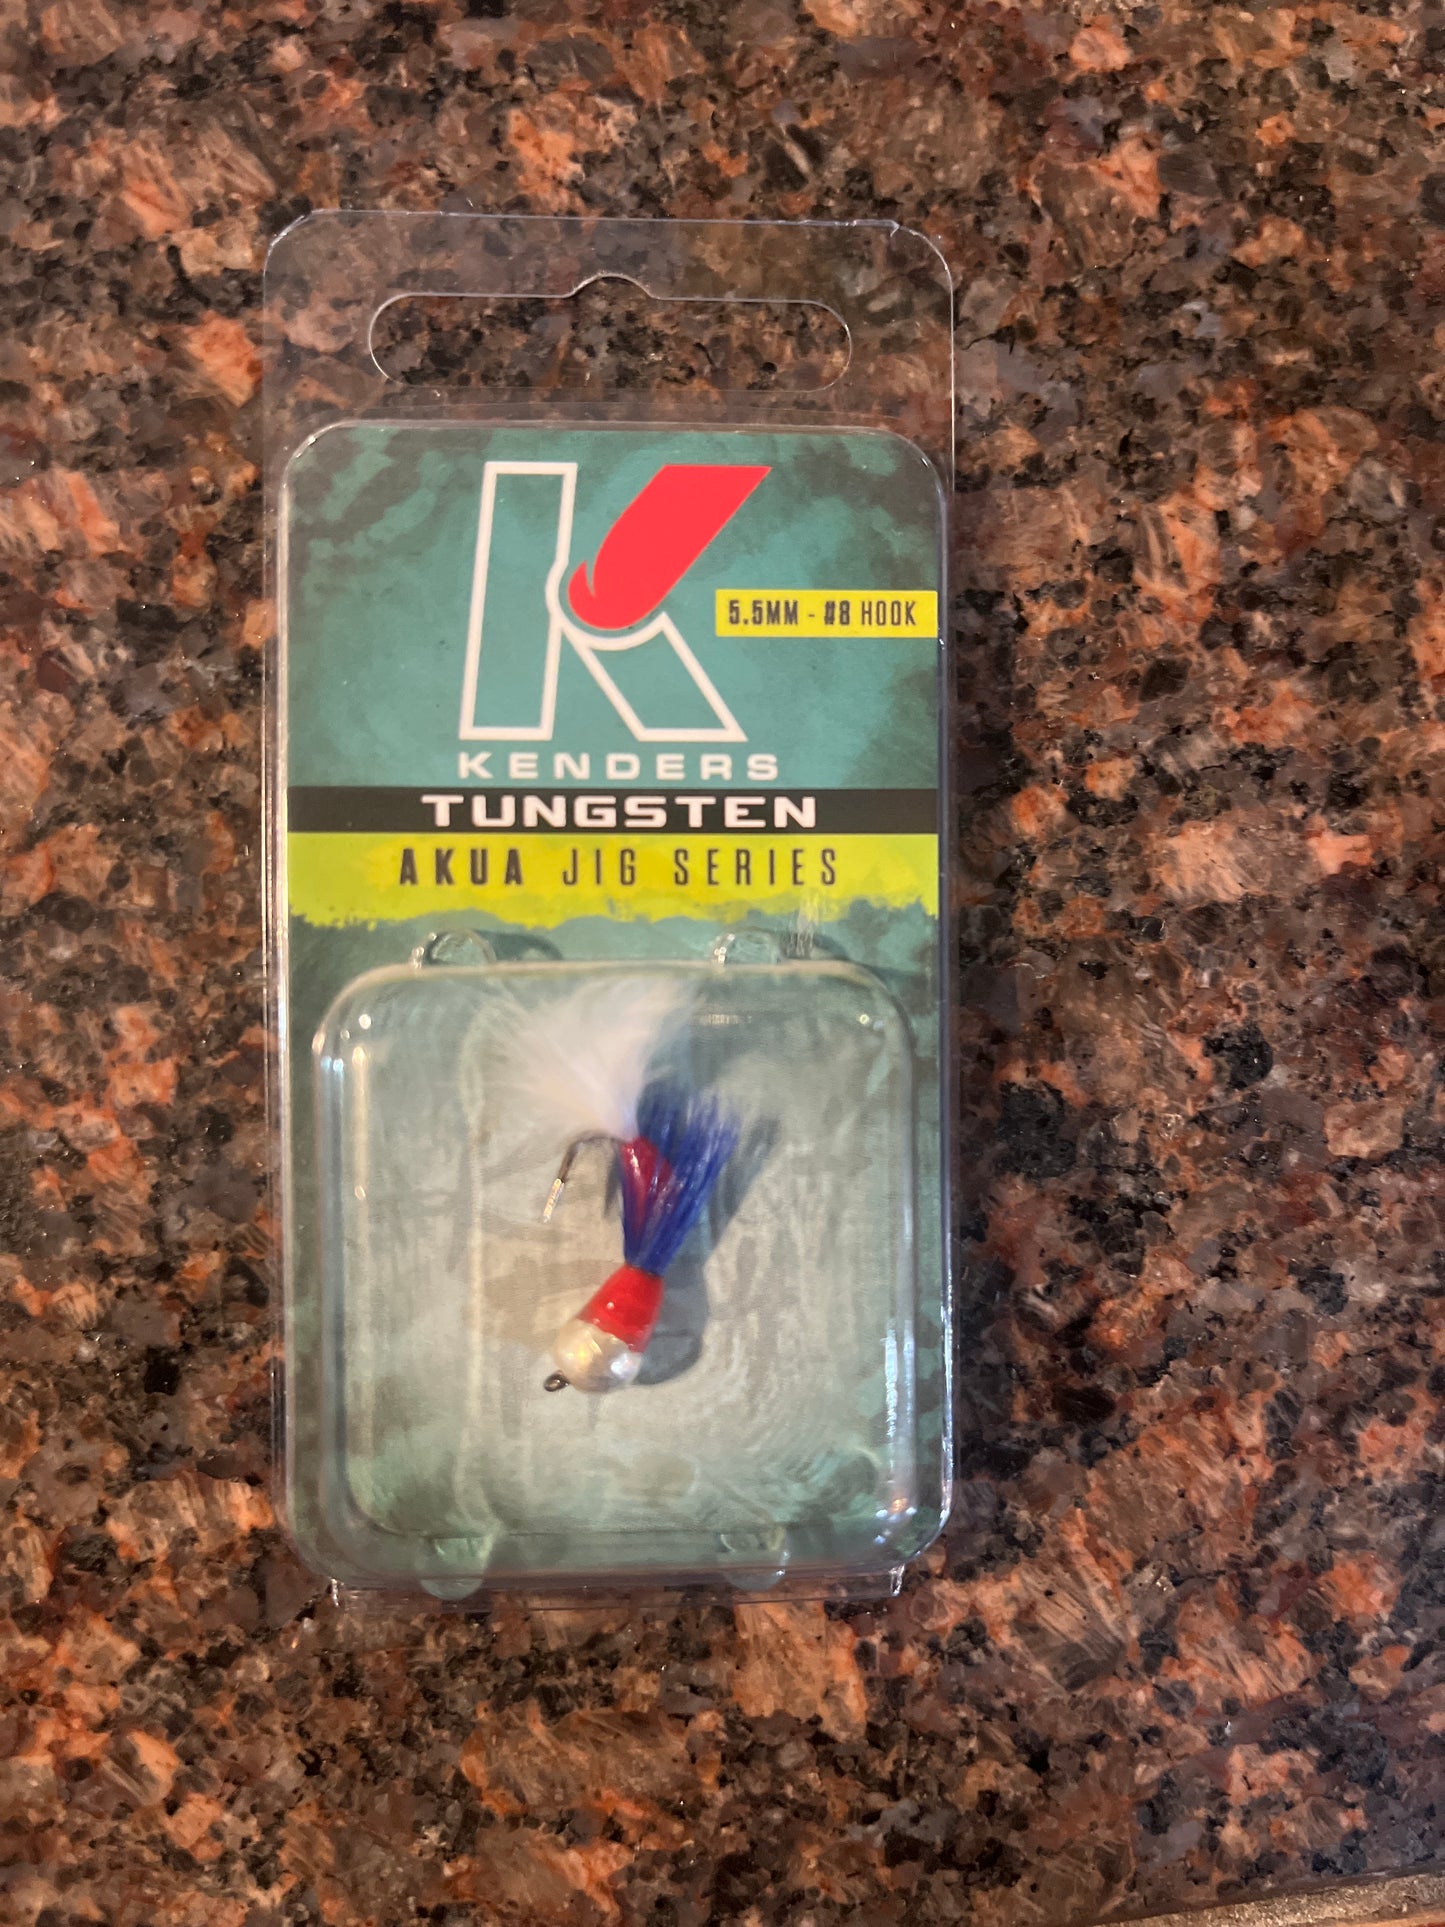 K
5.5MM - #8 HOOK
KENDERS
TUNGSTEN
AKUA JIG SERIES